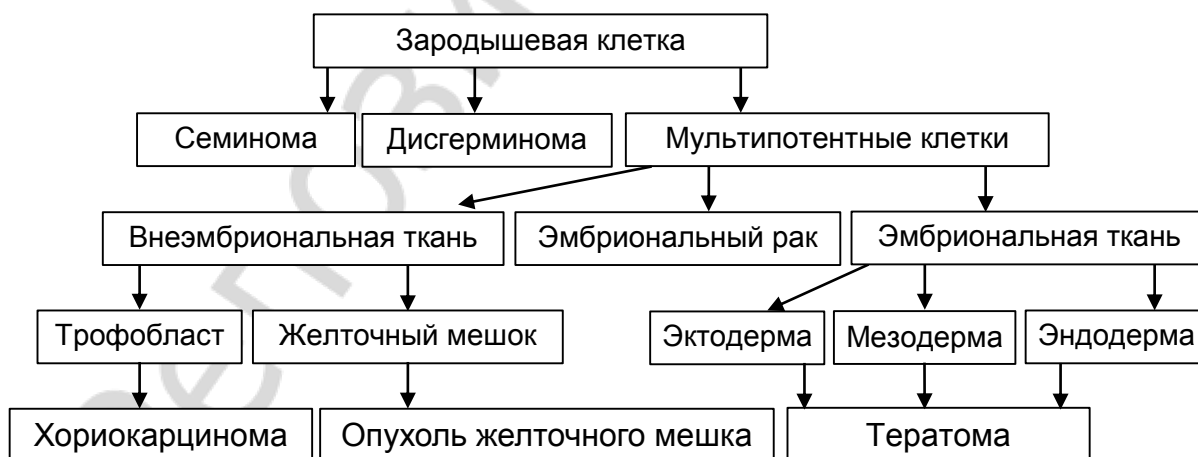 Зародышевая клетка
Семинома
Дисгерминома
Мультипотентные клетки
Внеэмбриональная ткань
Эмбриональный рак
Эмбриональная ткань
Трофобласт
Желточный мешок
Эктодерма
Мезодерма
Эндодерма
Хориокарцинома
Опухоль желточного мешка
Тератома